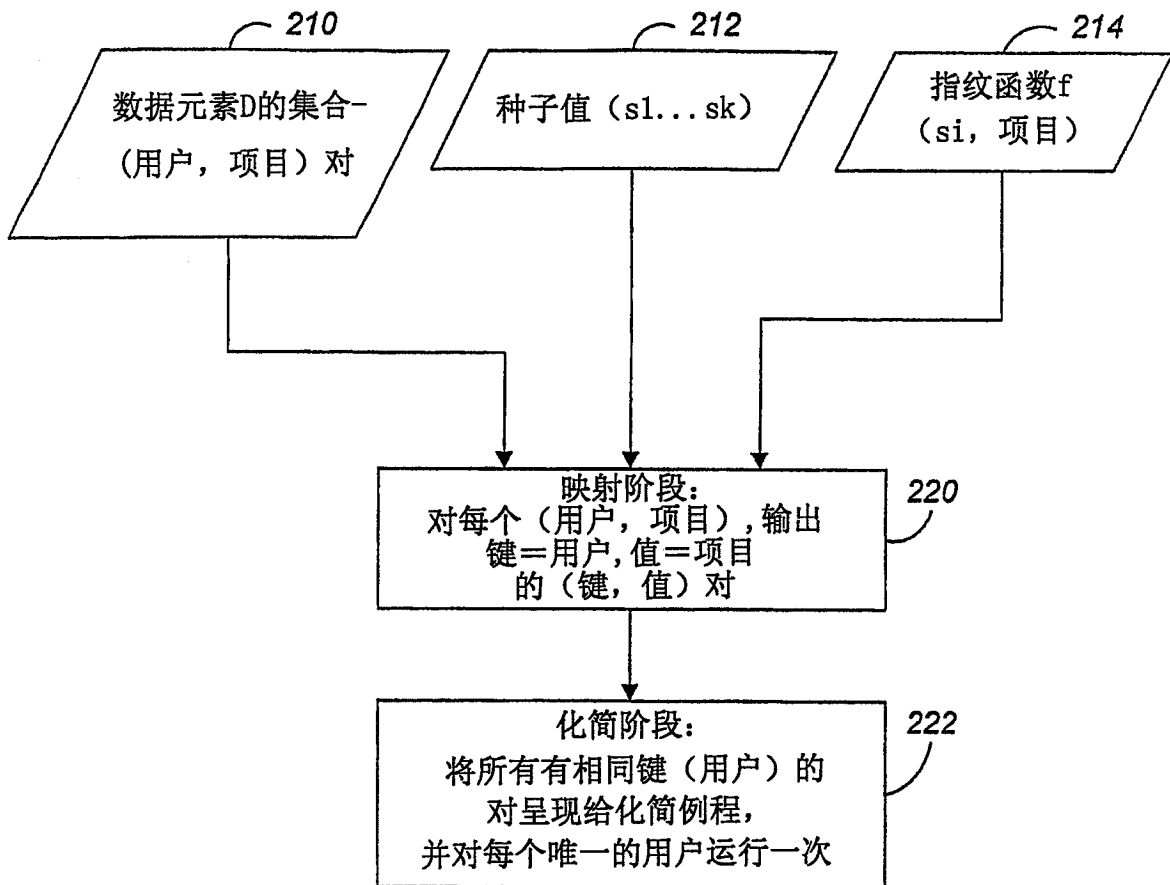 210
数据元素D的集合-
(用户，项目）对
212
种子值（s1...sk）
214
指纹函数f
（si，项目）
映射阶段：
对每个（用户，项目）,输出
键＝用户,值＝项目
的（键，值）对
220
化简阶段：
将所有有相同键（用户）的
对呈现给化简例程，
并对每个唯一的用户运行一次
222